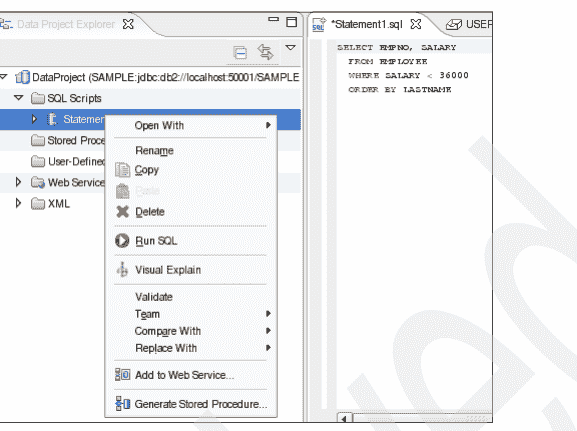 Data Project Explorer
*Statement1.sql
USER
DataProject (SAMPLE:jdbc:db2://localhost:50001/SAMPLE
SQL Scripts
Statemen
Stored Proce
User-Defined
Web Service
XML
Open With
Rename
Copy
Paste
Delete
Run SQL
Visual Explain
Validate
Team
Compare With
Replace With
Add to Web Service...
Generate Stored Procedure...
SELECT EMPNO, SALARY
FROM EMPLOYEE
WHERE SALARY < 36000
ORDER BY LASTNAME